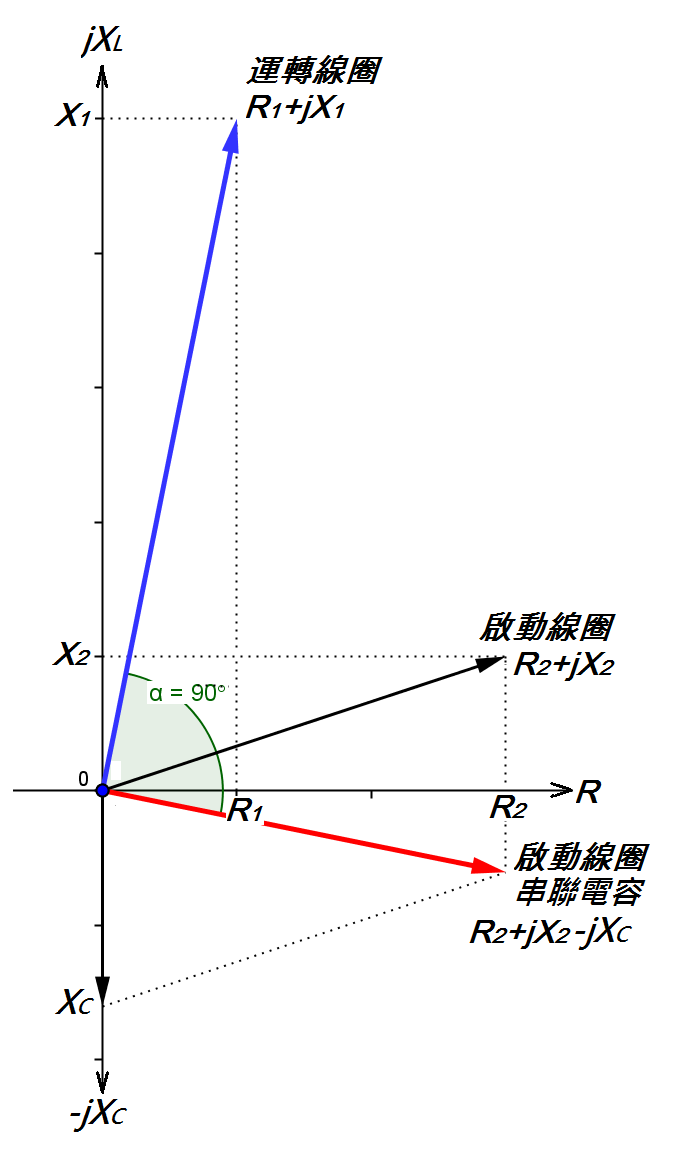 jXL
運轉線圈
R1+jX1
X1
啟動線圈
R2+jX2
X2
α = 90°
0
R
R1
R2
啟動線圈
串聯電容
R2+jX2-jXC
XC
-jXC